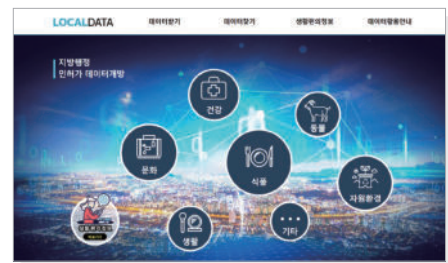 LOCALDATA
데이터받기
데이터찾기
생활편의정보
데이터활용안내
지방행정
인허가 데이터개방
건강
동물
문화
식품
자원환경
생활
기타